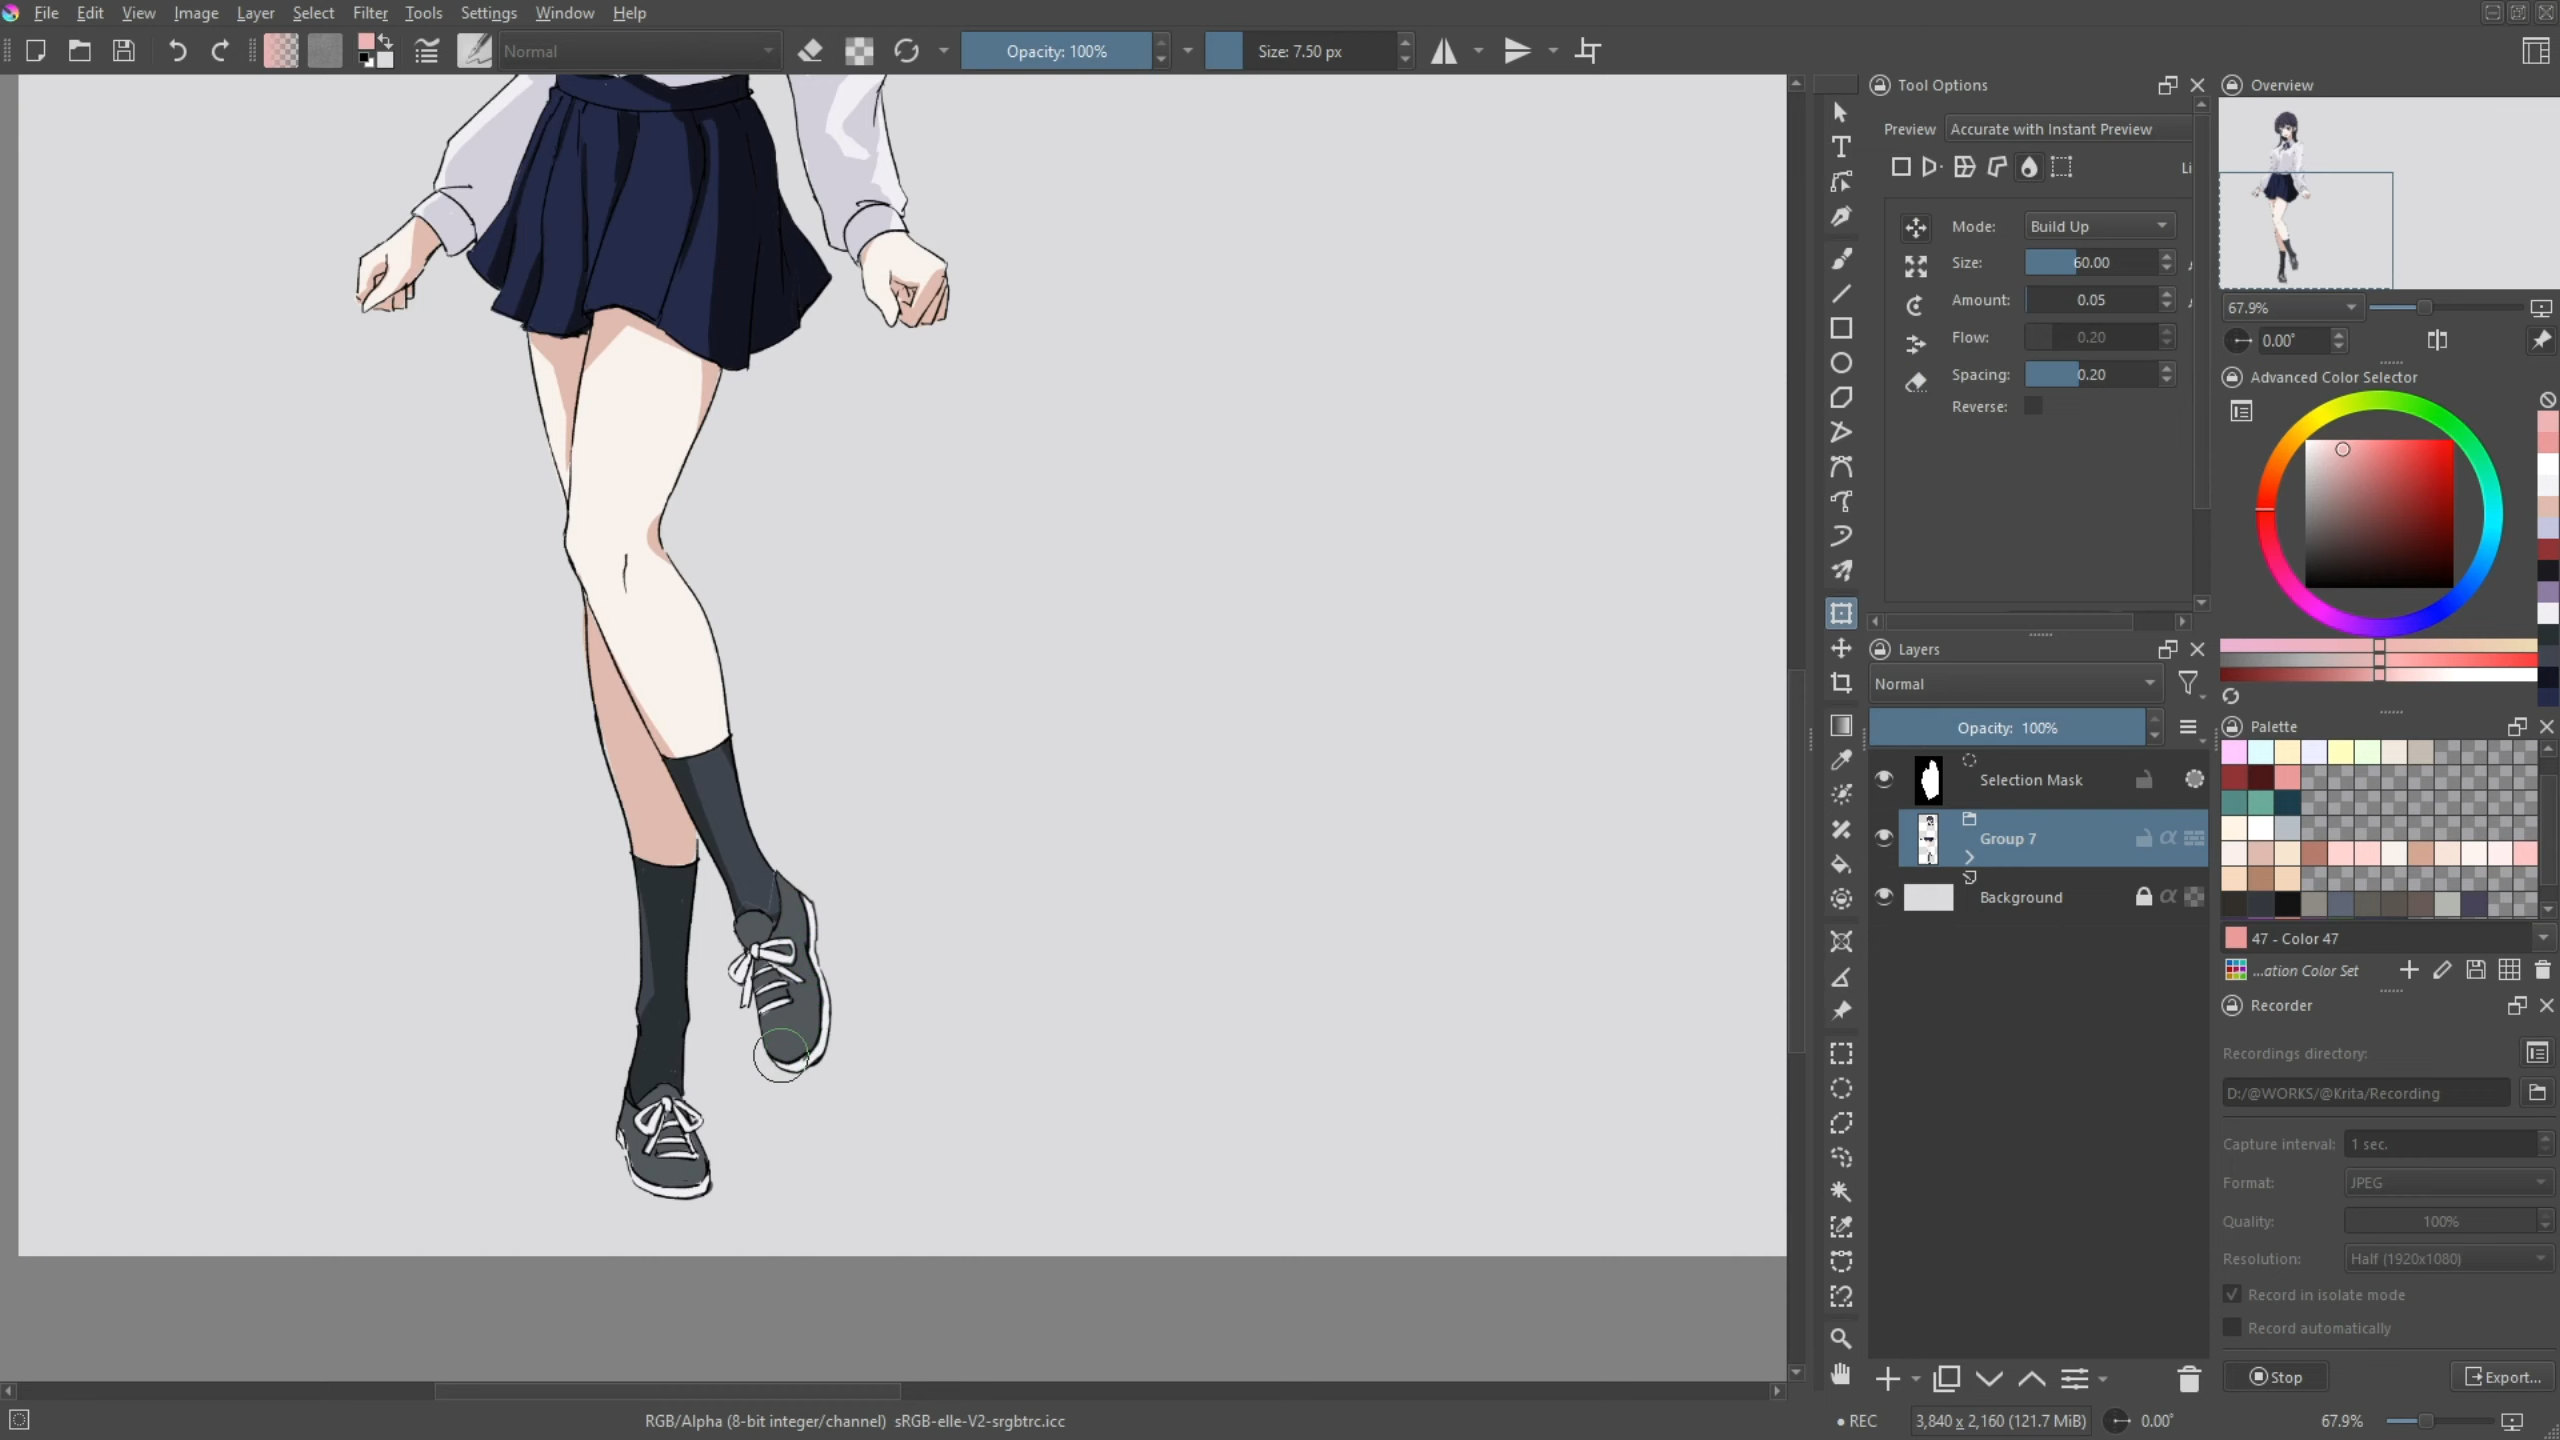 File Edit View Image Layer Select Filter Tools Settings Window Help
Normal
Opacity: 100%
Size: 7.50 px
Tool Options
Preview Accurate with Instant Preview
Li
Mode: Build Up
Size: 60.00
Amount: 0.05
Flow: 0.20
Spacing: 0.20
Reverse:
Layers
Normal
Opacity: 100%
Selection Mask
Group 7
Background
Overview
67.9%
0.00°
Advanced Color Selector
Palette
47 - Color 47
...ation Color Set
Recorder
Recordings directory:
D:/@WORKS/@Krita/Recording
Capture interval: 1 sec.
Format: JPEG
Quality: 100%
Resolution: Half (1920x1080)
Record in isolate mode
Record automatically
Stop Export...
RGB/Alpha (8-bit integer/channel) sRGB-elle-V2-srgbtrc.icc
● REC 3,840 x 2,160 (121.7 MiB) 0.00° 67.9%